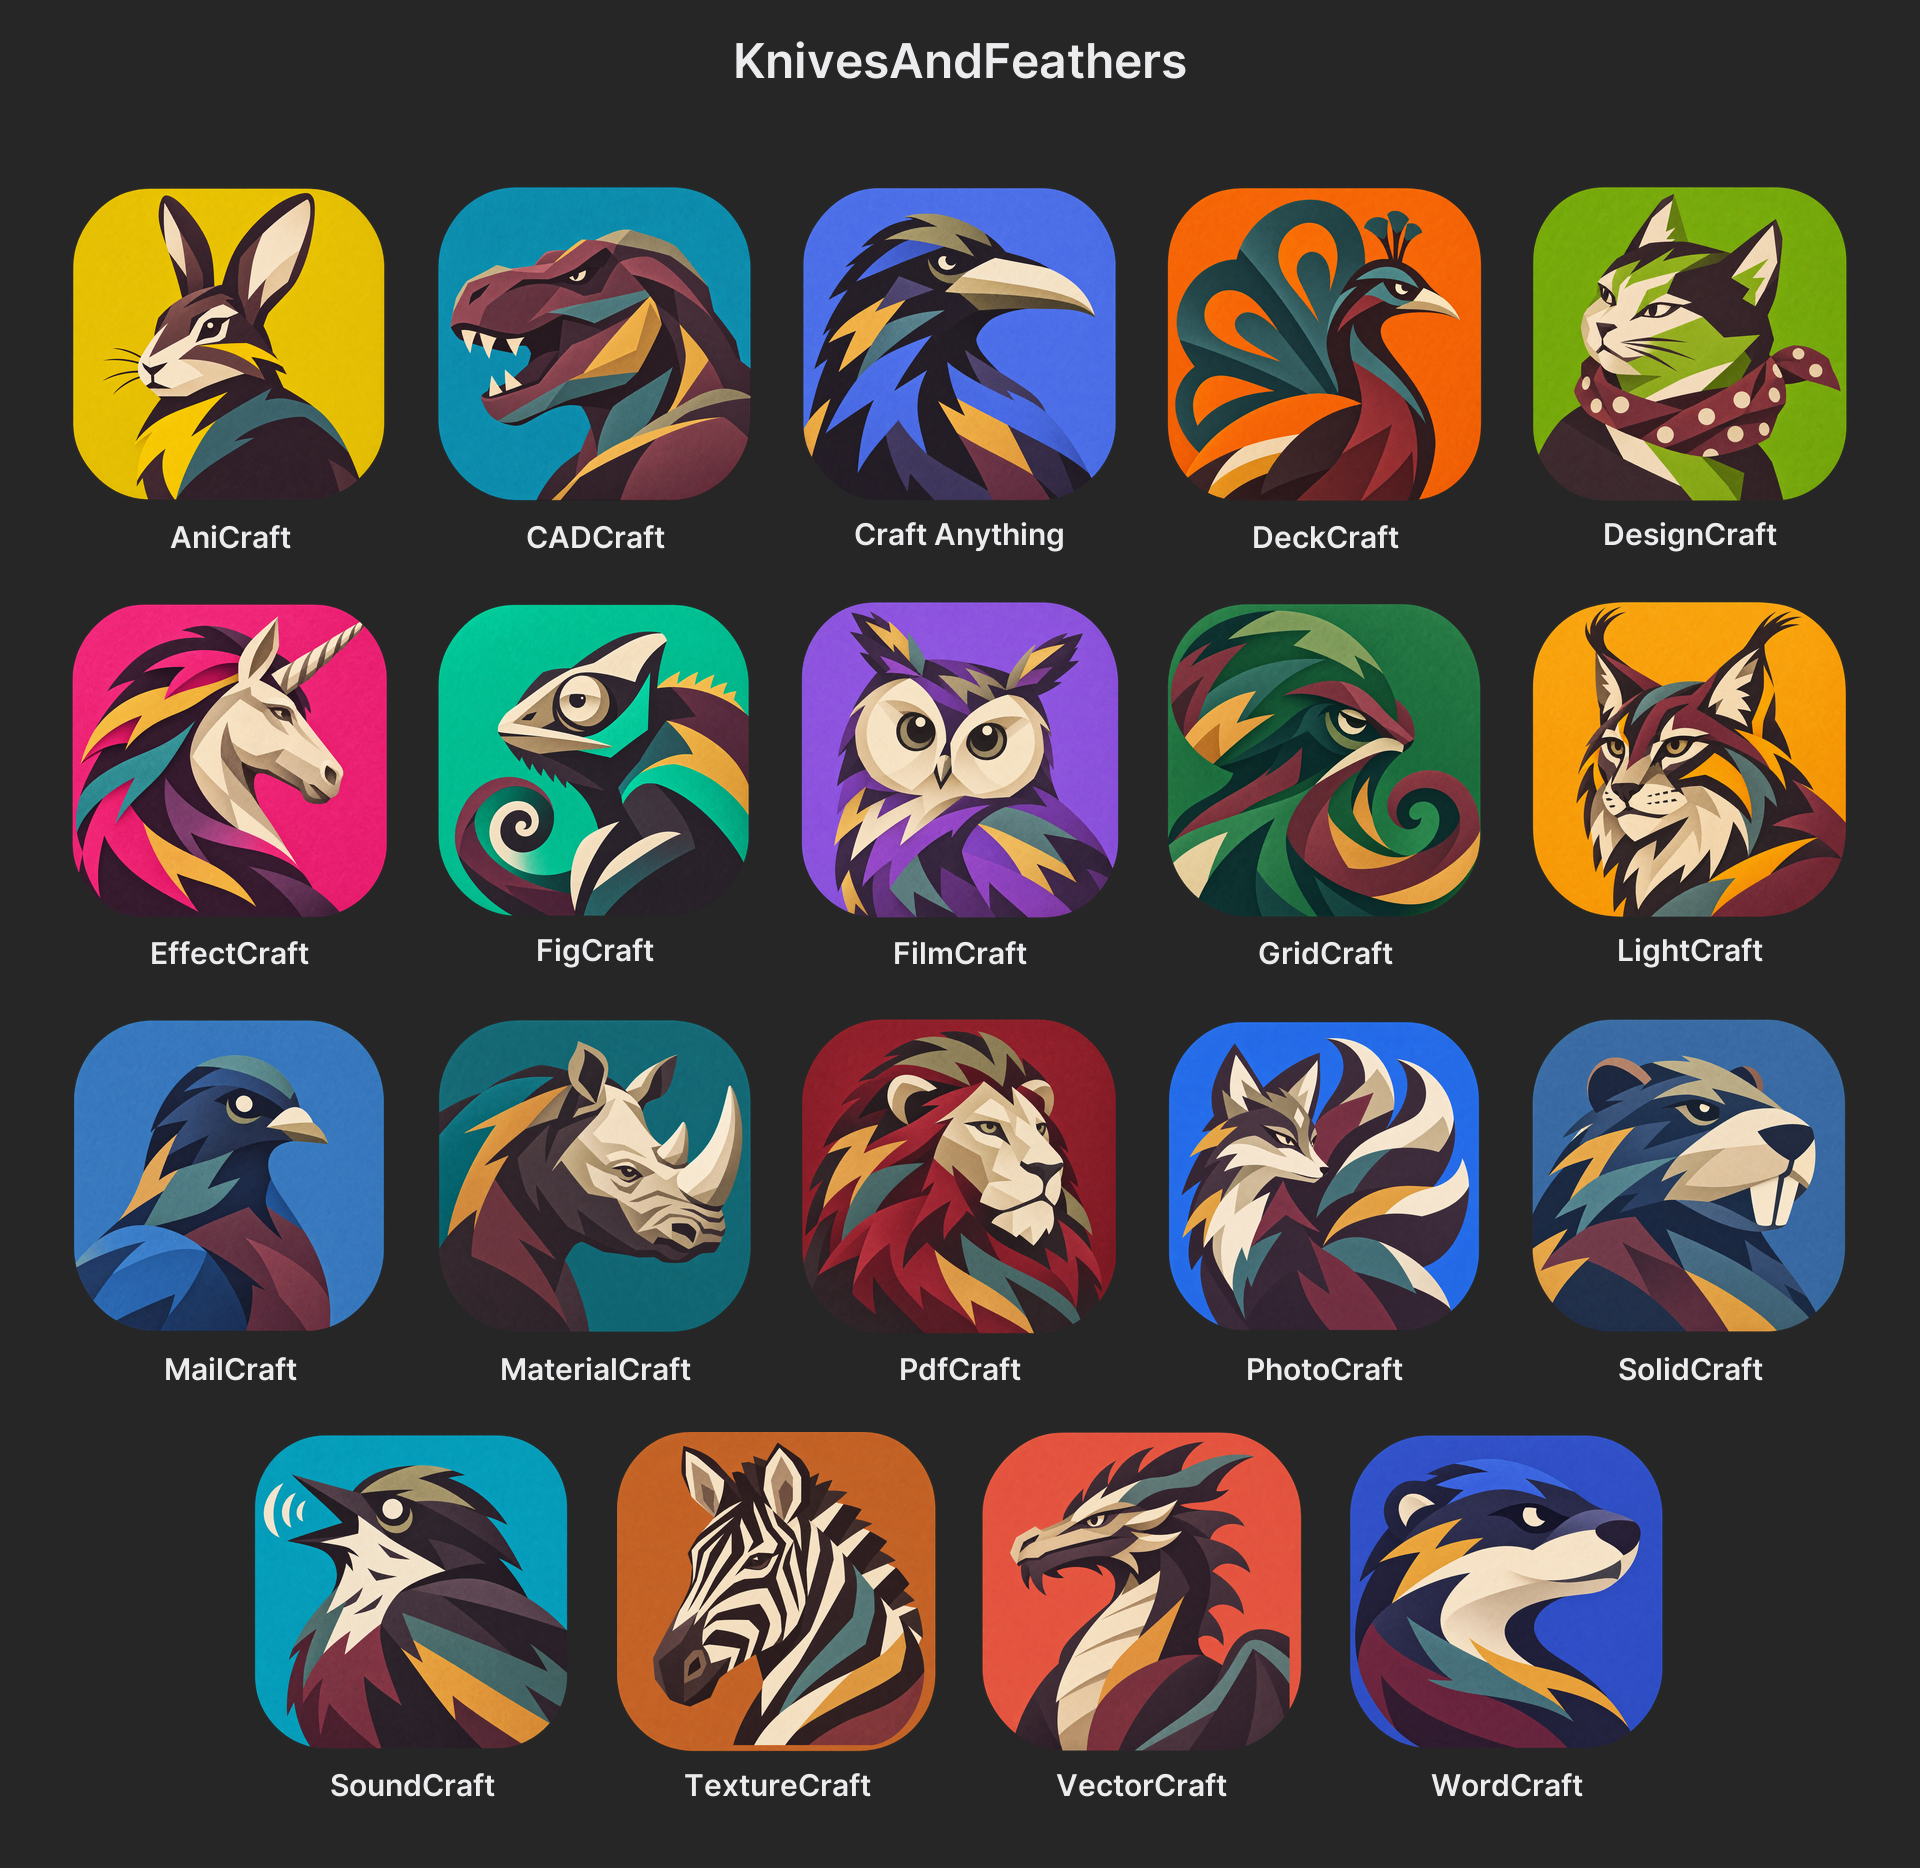 KnivesAndFeathers
AniCraft
CADCraft
Craft Anything
DeckCraft
DesignCraft
EffectCraft
FigCraft
FilmCraft
GridCraft
LightCraft
MailCraft
MaterialCraft
PdfCraft
PhotoCraft
SolidCraft
SoundCraft
TextureCraft
VectorCraft
WordCraft